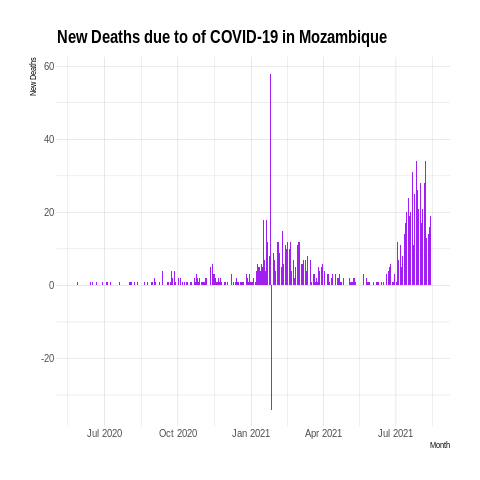 New Deaths due to of COVID-19 in Mozambique
New Deaths
60
40
20
0
-20
Jul 2020 Oct 2020 Jan 2021 Apr 2021 Jul 2021
Month